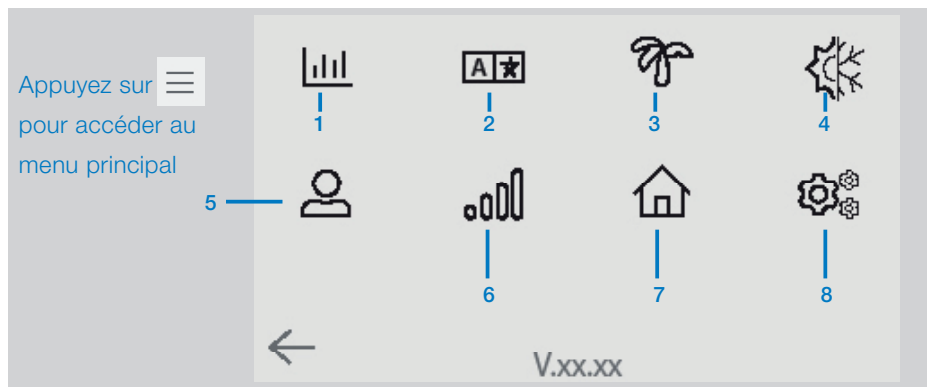 Appuyez sur
pour accéder au
menu principal
A
1 2 3 4
5
6 7 8
V.xx.xx